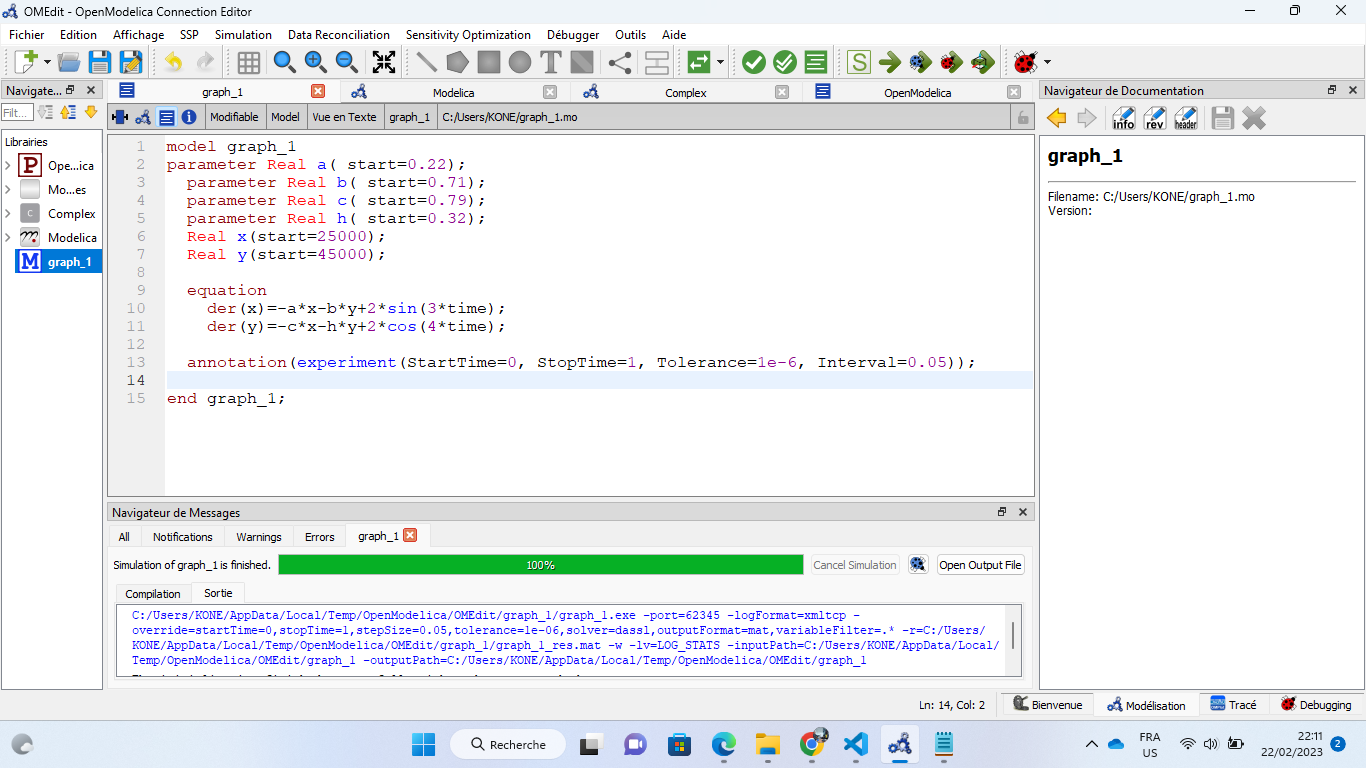 OMEdit - OpenModelica Connection Editor
Fichier Edition Affichage SSP Simulation Data Reconciliation Sensitivity Optimization Débugger Outils Aide
Navigate...
graph_1 Modelica Complex OpenModelica
Navigateur de Documentation
Filt...
Modifiable Model Vue en Texte graph_1 C:/Users/KONE/graph_1.mo
info rev header
Librairies
P Ope...ica
Mo...es
C Complex
m Modelica
M graph_1
1 model graph_1
2 parameter Real a( start=0.22);
3 parameter Real b( start=0.71);
4 parameter Real c( start=0.79);
5 parameter Real h( start=0.32);
6 Real x(start=25000);
7 Real y(start=45000);
8
9 equation
10 der(x)=-a*x-b*y+2*sin(3*time);
11 der(y)=-c*x-h*y+2*cos(4*time);
12
13 annotation(experiment(StartTime=0, StopTime=1, Tolerance=1e-6, Interval=0.05));
14
15 end graph_1;
graph_1
Filename: C:/Users/KONE/graph_1.mo
Version:
Navigateur de Messages
All Notifications Warnings Errors graph_1
Simulation of graph_1 is finished. 100% Cancel Simulation Open Output File
Compilation Sortie
C:/Users/KONE/AppData/Local/Temp/OpenModelica/OMEdit/graph_1/graph_1.exe -port=62345 -logFormat=xmltcp -
override=startTime=0,stopTime=1,stepSize=0.05,tolerance=1e-06,solver=dassl,outputFormat=mat,variableFilter=.* -r=C:/Users/
KONE/AppData/Local/Temp/OpenModelica/OMEdit/graph_1/graph_1_res.mat -w -lv=LOG_STATS -inputPath=C:/Users/KONE/AppData/Local/
Temp/OpenModelica/OMEdit/graph_1 -outputPath=C:/Users/KONE/AppData/Local/Temp/OpenModelica/OMEdit/graph_1
Ln: 14, Col: 2 Bienvenue Modélisation Tracé Debugging
Recherche
FRA
US
22:11
22/02/2023
2